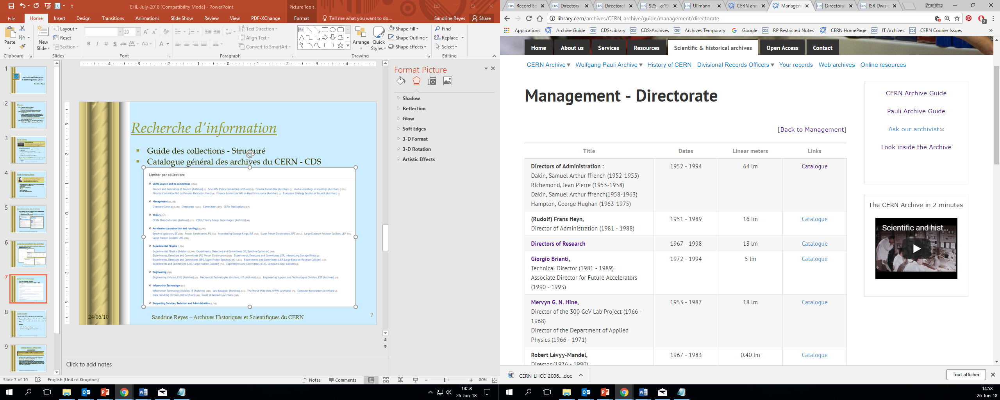 EHL-July-2018 [Compatibility Mode] - PowerPoint
Picture Tools
File Home Insert Design Transitions Animations Slide Show Review View PDF-XChange Format Tell me what you want to do... Sandrine Reyes Share
Paste
New Slide
Layout
Reset
Section
20
Text Direction
Align Text
Convert to SmartArt
Arrange
Quick Styles
Shape Fill
Shape Outline
Shape Effects
Find
Replace
Select
Clipboard Slides Font Paragraph Drawing Editing
1
2
3
4
5
6
7
8
9
Recherche d'information
Guide des collections - Structuré
Catalogue général des archives du CERN - CDS
Limiter par collection:
CERN Council and its committees (2,562)
Council and Committee of Council (Archives) (2) Scientific Policy Committee (Archives) (1) Finance Committee (Archives) (1) Audio recordings of meetings (Archives) (2,552)
Finance Committee WG on Pension Policy (Archives) (4) Finance Committee WG on Health Insurance (Archives) (1) European Strategy Session of Council (Archives) (1)
Management
Directors-General Directorate Committees (877) CERN Publications (679)
Theory (225)
CERN Theory division (Archives) (179) CERN Theory Group, Copenhagen (Archives) (46)
Accelerators (construction and running) (12,040)
Synchro-cyclotron, SC (268) Proton Synchrotron, PS (762) Intersecting Storage Rings, ISR (910) Super Proton Synchrotron, SPS Large Electron-Positron Collider, LEP
Large Hadron Collider, LHC (234)
Experimental Physics
Experimental Physics divisions Experiments, Detectors and Committees (SC, Synchro-Cyclotron) (369)
Experiments, Detectors and Committees (PS, Proton Synchrotron) (568) Experiments, Detectors and Committees (ISR, Intersecting Storage Rings) (2)
Experiments, Detectors and Committees (SPS, Super Proton Synchrotron) Experiments and Committees (LEP, Large Electron-Positron Collider) (185)
Experiments and Committees (LHC, Large Hadron Collider) (710) Experiments and Committees (CLIC, Compact Linear Collider) (8)
Engineering (285)
Engineering division, ENG (Archives) (20) Mechanical Technologies divisions, MT (Archives) (232) Engineering Support and Technologies Division, EST (Archives) (33)
Information Technology (867)
Information Technology Division, IT (Archives) (383) Lew Kowarski (Archives) (121) The World Wide Web, WWW (Archives) (74) Computer Newsletters (Archives) (4)
Data Handling Division, DD (Archives) (16) David O. Williams (Archives) (269)
Supporting Services, Technical and Administration
24/06/10
Sandrine Reyes – Archives Historiques et Scientifiques du CERN
7
Format Picture
Shadow
Reflection
Glow
Soft Edges
3-D Format
3-D Rotation
Artistic Effects
Click to add notes
Slide 7 of 10 English (United Kingdom) Notes Comments 80%
14:58
26-Jun-18
Record Ed Directors Directorat 925__a:19 Ullmann - CERN ann Managem Directorat ISR Divisi Sandrine
library.cern/archives/CERN_archive/guide/management/directorate
Applications Archive Guide CDS-Library CDS-Archives Archives Temporary Google RP Restricted Notes CERN HomePage IT Archives CERN Courier Issues »
Home About us Services Resources Scientific & historical archives Open Access Contact
CERN Archive Wolfgang Pauli Archive History of CERN Divisional Records Officers Your records Web archives Online resources
Management - Directorate
[Back to Management]
Title Dates Linear meters Links
Directors of Administration : 1952 - 1994 64 lm Catalogue
Dakin, Samuel Arthur ffrench (1952-1955)
Richemond, Jean Pierre (1955-1958)
Dakin, Samuel Arthur ffrench(1958-1963)
Hampton, George Hughan (1963-1975)
(Rudolf) Frans Heyn, 1951 - 1989 16 lm Catalogue
Director of Administration (1981 - 1988)
Directors of Research 1967 - 1998 13 lm Catalogue
Giorgio Brianti, 1972 - 1994 5 lm Catalogue
Technical Director (1981 - 1989)
Associate Director for Future Accelerators
(1990 - 1993)
Mervyn G. N. Hine, 1953 - 1987 18 lm Catalogue
Director of the 300 GeV Lab Project (1966 -
1968)
Director of the Department of Applied
Physics (1966 - 1971)
Robert Lévyy-Mandel, 1967 - 1983 0.40 lm Catalogue
Director (1976 - 1980)
CERN Archive Guide
Pauli Archive Guide
Ask our archivist
Look inside the Archive
The CERN Archive in 2 minutes
Scientific and hist...
CERN-LHCC-2006....doc
Tout afficher
14:58
26-Jun-18